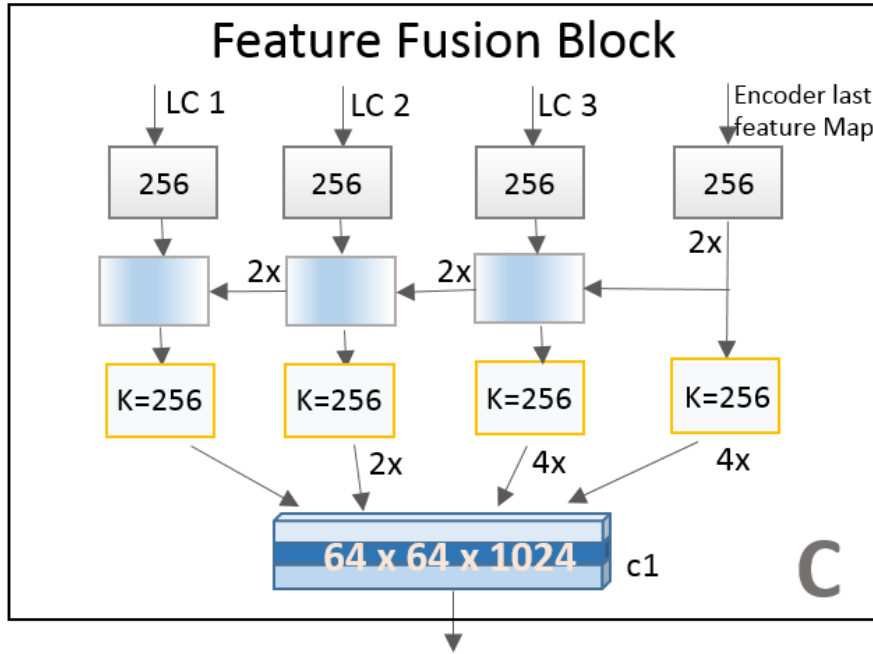 Feature Fusion Block
LC 1
LC 2
LC 3
Encoder last
feature Map
256
256
256
256
2x
2x
2x
K=256
K=256
K=256
K=256
2x
4x
4x
64 x 64 x 1024
c1
C